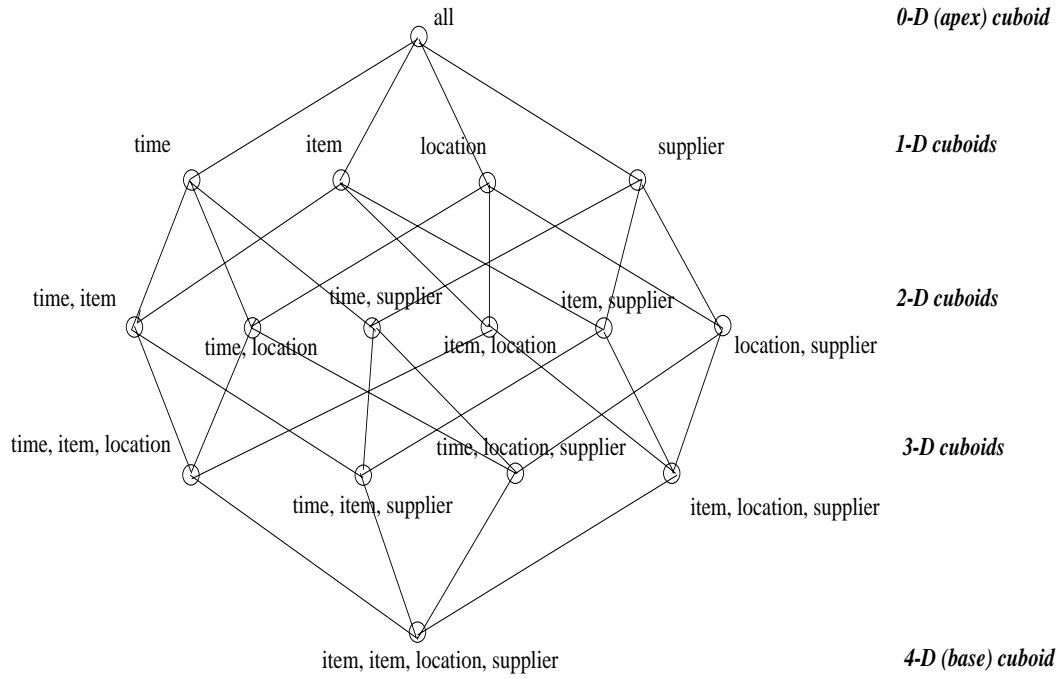 all
0-D (apex) cuboid
time
item
location
supplier
1-D cuboids
time, item
time, supplier
item, supplier
2-D cuboids
time, location
item, location
location, supplier
time, item, location
time, location, supplier
3-D cuboids
time, item, supplier
item, location, supplier
item, item, location, supplier
4-D (base) cuboid